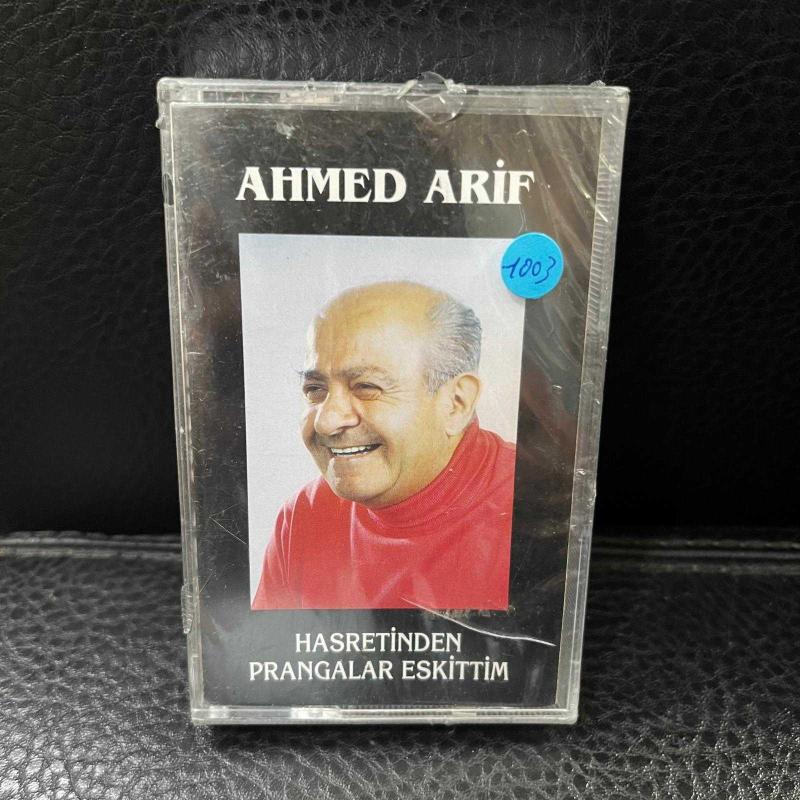 AHMED ARİF
1003
HASRETİNDEN
PRANGALAR ESKİTTİM